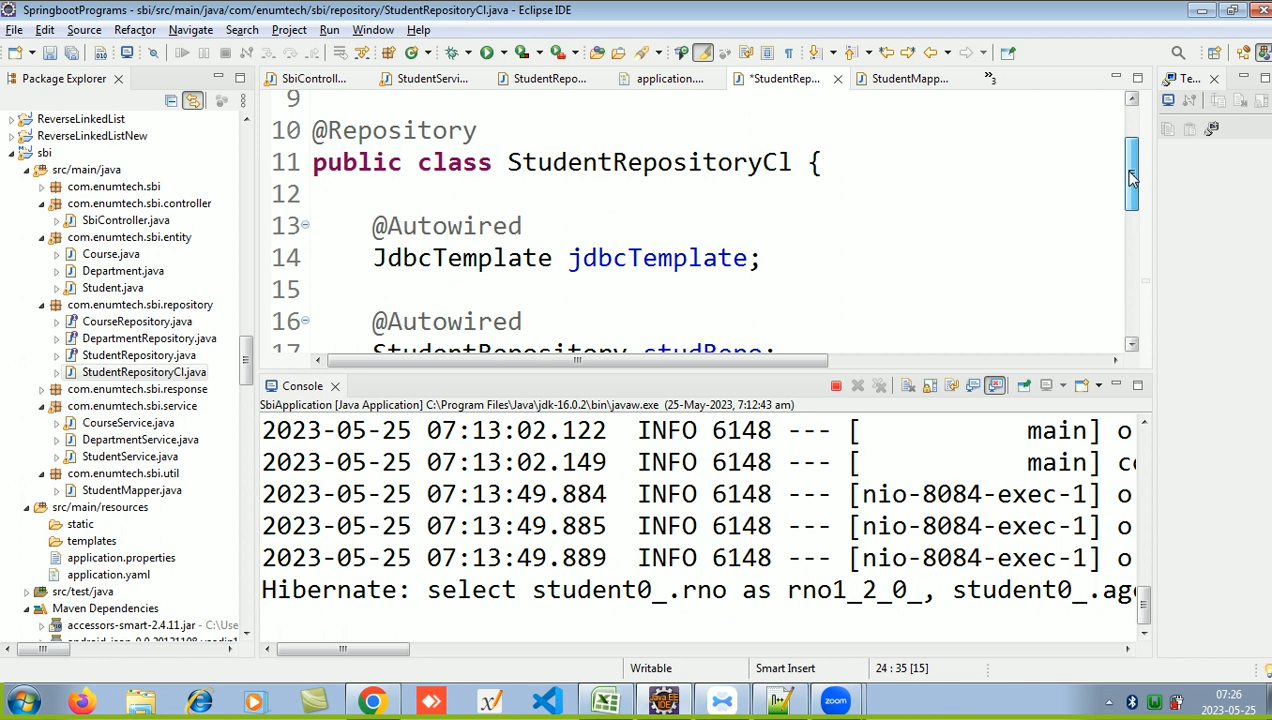 SpringbootPrograms - sbi/src/main/java/com/enumtech/sbi/repository/StudentRepositoryCl.java - Eclipse IDE
File Edit Source Refactor Navigate Search Project Run Window Help
Package Explorer
SbiControll...
StudentServi...
StudentRepo...
application....
*StudentRep...
StudentMapp...
»3
Te...
ReverseLinkedList
ReverseLinkedListNew
sbi
src/main/java
com.enumtech.sbi
com.enumtech.sbi.controller
SbiController.java
com.enumtech.sbi.entity
Course.java
Department.java
Student.java
com.enumtech.sbi.repository
CourseRepository.java
DepartmentRepository.java
StudentRepository.java
StudentRepositoryCl.java
com.enumtech.sbi.response
com.enumtech.sbi.service
CourseService.java
DepartmentService.java
StudentService.java
com.enumtech.sbi.util
StudentMapper.java
src/main/resources
static
templates
application.properties
application.yaml
src/test/java
Maven Dependencies
accessors-smart-2.4.11.jar - C:\Use
9
10 @Repository
11 public class StudentRepositoryCl {
12
13 @Autowired
14 JdbcTemplate jdbcTemplate;
15
16 @Autowired
17 StudentRepository studRepo;
Console
SbiApplication [Java Application] C:\Program Files\Java\jdk-16.0.2\bin\javaw.exe (25-May-2023, 7:12:43 am)
2023-05-25 07:13:02.122 INFO 6148 --- [ main] o
2023-05-25 07:13:02.149 INFO 6148 --- [ main] co
2023-05-25 07:13:49.884 INFO 6148 --- [nio-8084-exec-1] o
2023-05-25 07:13:49.885 INFO 6148 --- [nio-8084-exec-1] o
2023-05-25 07:13:49.889 INFO 6148 --- [nio-8084-exec-1] o
Hibernate: select student0_.rno as rno1_2_0_, student0_.age
Writable
Smart Insert
24 : 35 [15]
zoom
07:26
2023-05-25